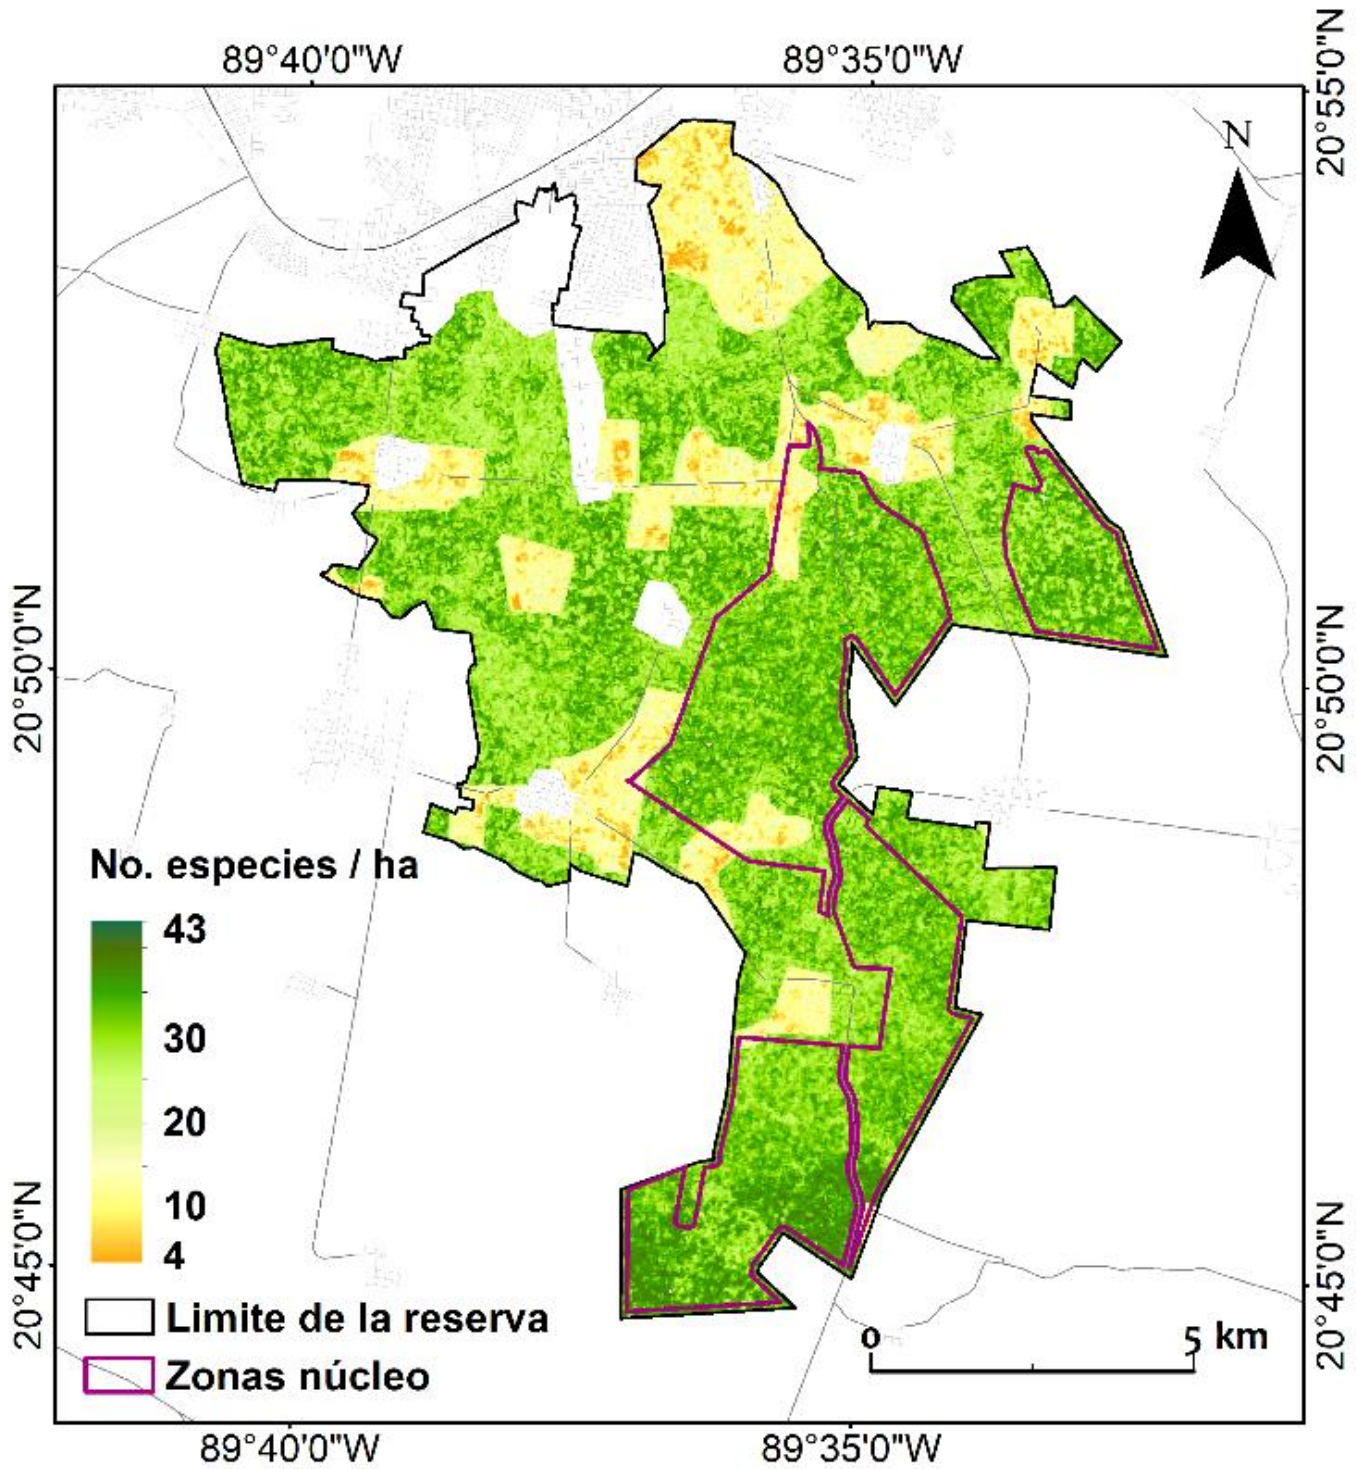 89°40'0"W
89°35'0"W
20°55'0"N
N
20°50'0"N
20°50'0"N
No. especies / ha
43
30
20
10
4
20°45'0"N
20°45'0"N
Limite de la reserva
Zonas núcleo
0
5 km
89°40'0"W
89°35'0"W